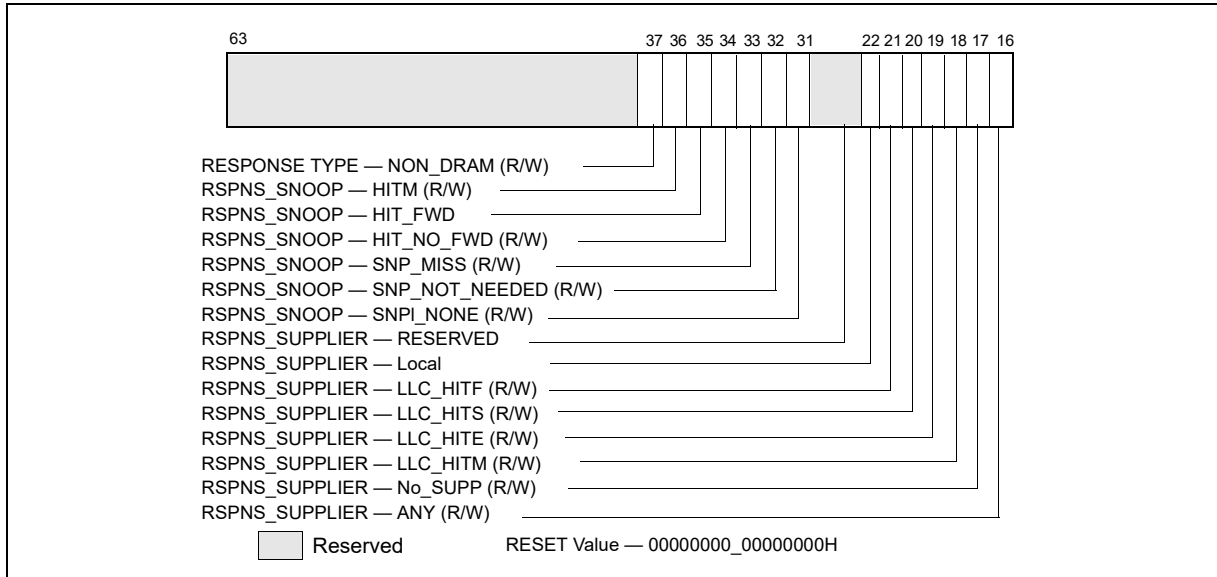 63 37 36 35 34 33 32 31 22 21 20 19 18 17 16
RESPONSE TYPE — NON_DRAM (R/W)
RSPNS_SNOOP — HITM (R/W)
RSPNS_SNOOP — HIT_FWD
RSPNS_SNOOP — HIT_NO_FWD (R/W)
RSPNS_SNOOP — SNP_MISS (R/W)
RSPNS_SNOOP — SNP_NOT_NEEDED (R/W)
RSPNS_SNOOP — SNPI_NONE (R/W)
RSPNS_SUPPLIER — RESERVED
RSPNS_SUPPLIER — Local
RSPNS_SUPPLIER — LLC_HITF (R/W)
RSPNS_SUPPLIER — LLC_HITS (R/W)
RSPNS_SUPPLIER — LLC_HITE (R/W)
RSPNS_SUPPLIER — LLC_HITM (R/W)
RSPNS_SUPPLIER — No_SUPP (R/W)
RSPNS_SUPPLIER — ANY (R/W)
Reserved RESET Value — 00000000_00000000H